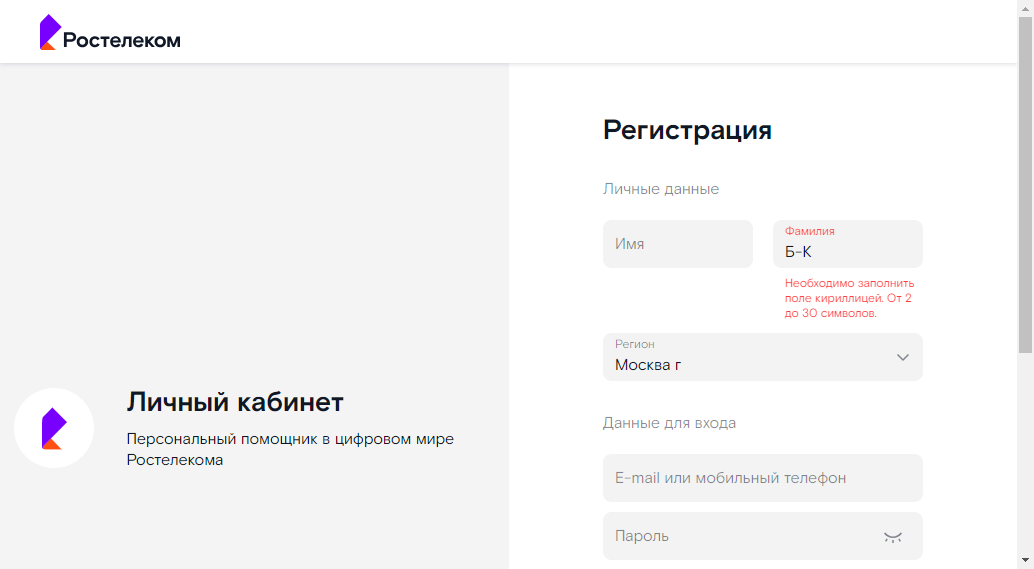 Ростелеком
Регистрация
Личные данные
Имя
Фамилия
Б-К
Необходимо заполнить
поле кириллицей. От 2
до 30 символов.
Регион
Москва г
Личный кабинет
Персональный помощник в цифровом мире
Ростелекома
Данные для входа
E-mail или мобильный телефон
Пароль